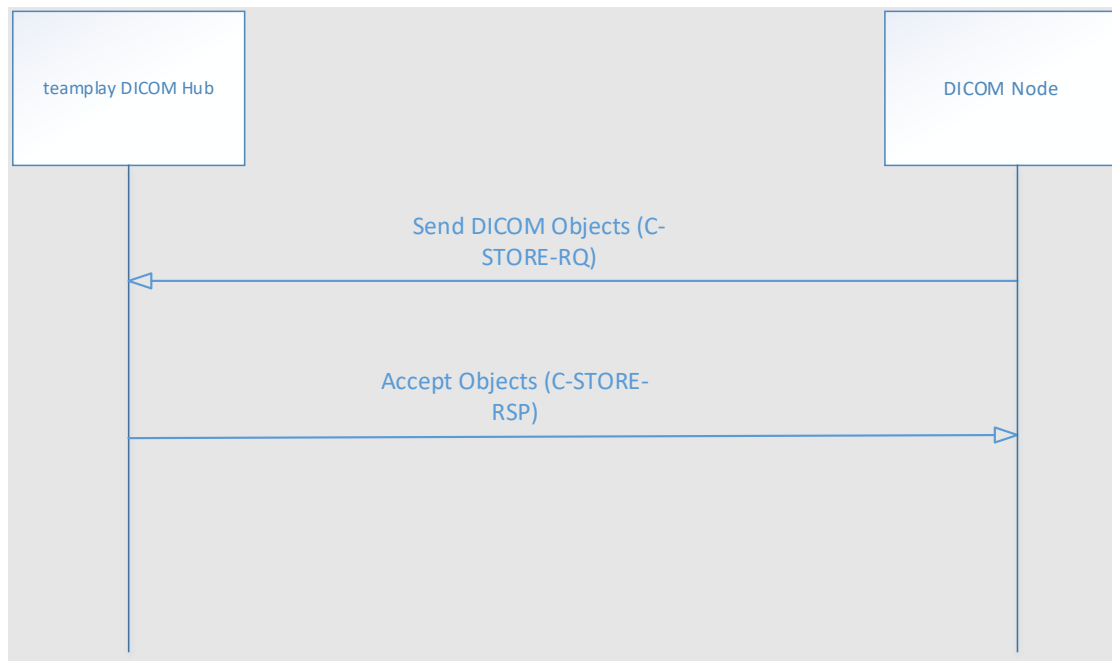 teamplay DICOM Hub
DICOM Node
Send DICOM Objects (C-
STORE-RQ)
Accept Objects (C-STORE-
RSP)